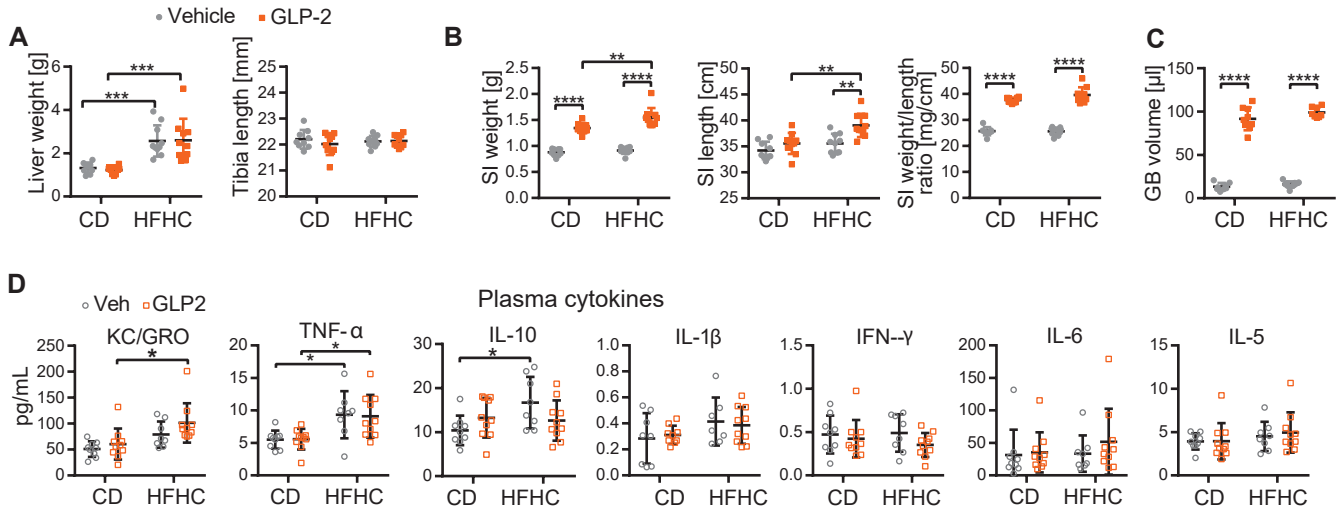 Vehicle GLP-2
A
Liver weight [g]
6
4
2
0
***
***
CD HFHC
Tibia length [mm]
25
24
23
22
21
20
CD HFHC
B
SI weight [g]
2.5
2.0
1.5
1.0
0.5
0.0
**
****
****
CD HFHC
SI length [cm]
45
40
35
30
25
**
**
CD HFHC
SI weight/length
ratio [mg/cm]
50
40
30
20
10
0
****
****
CD HFHC
C
GB volume [µl]
150
100
50
0
****
****
CD HFHC
D
Veh GLP2
Plasma cytokines
KC/GRO
pg/mL
250
200
150
100
50
0
*
CD HFHC
TNF- α
20
15
10
5
0
*
*
CD HFHC
IL-10
30
20
10
0
*
CD HFHC
IL-1β
1.0
0.8
0.6
0.4
0.2
0.0
CD HFHC
IFN--γ
1.5
1.0
0.5
0.0
CD HFHC
IL-6
200
150
100
50
0
CD HFHC
IL-5
15
10
5
0
CD HFHC